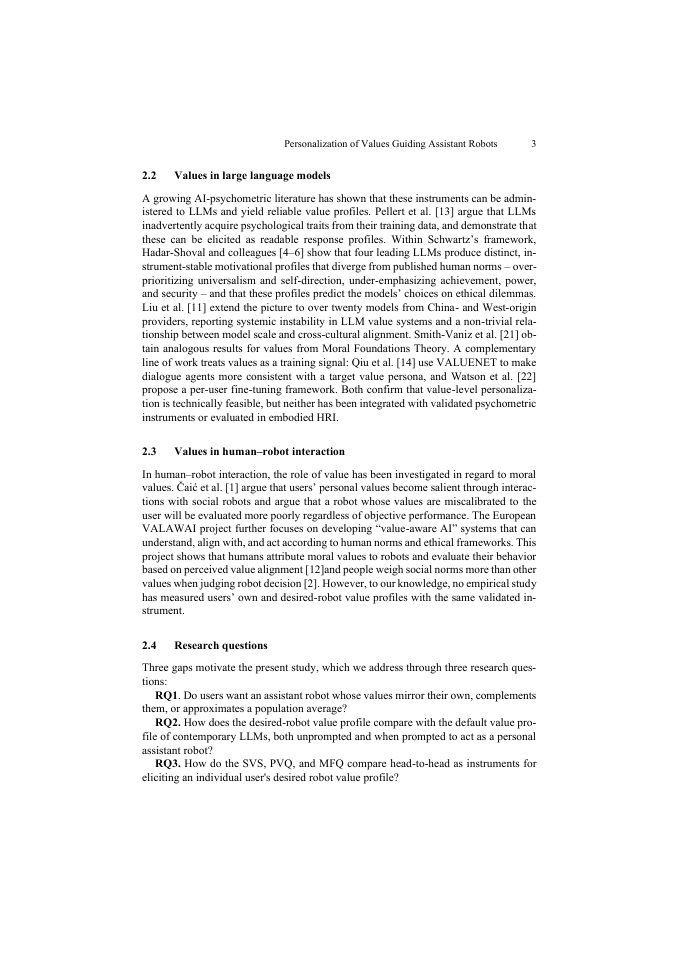 Personalization of Values Guiding Assistant Robots 3
2.2 Values in large language models
A growing AI-psychometric literature has shown that these instruments can be admin-
istered to LLMs and yield reliable value profiles. Pellert et al. [13] argue that LLMs
inadvertently acquire psychological traits from their training data, and demonstrate that
these can be elicited as readable response profiles. Within Schwartz’s framework,
Hadar-Shoval and colleagues [4–6] show that four leading LLMs produce distinct, in-
strument-stable motivational profiles that diverge from published human norms – over-
prioritizing universalism and self-direction, under-emphasizing achievement, power,
and security – and that these profiles predict the models’ choices on ethical dilemmas.
Liu et al. [11] extend the picture to over twenty models from China- and West-origin
providers, reporting systemic instability in LLM value systems and a non-trivial rela-
tionship between model scale and cross-cultural alignment. Smith-Vaniz et al. [21] ob-
tain analogous results for values from Moral Foundations Theory. A complementary
line of work treats values as a training signal: Qiu et al. [14] use VALUENET to make
dialogue agents more consistent with a target value persona, and Watson et al. [22]
propose a per-user fine-tuning framework. Both confirm that value-level personaliza-
tion is technically feasible, but neither has been integrated with validated psychometric
instruments or evaluated in embodied HRI.
2.3 Values in human–robot interaction
In human–robot interaction, the role of value has been investigated in regard to moral
values. Čaić et al. [1] argue that users’ personal values become salient through interac-
tions with social robots and argue that a robot whose values are miscalibrated to the
user will be evaluated more poorly regardless of objective performance. The European
VALAWAI project further focuses on developing “value-aware AI” systems that can
understand, align with, and act according to human norms and ethical frameworks. This
project shows that humans attribute moral values to robots and evaluate their behavior
based on perceived value alignment [12]and people weigh social norms more than other
values when judging robot decision [2]. However, to our knowledge, no empirical study
has measured users’ own and desired-robot value profiles with the same validated in-
strument.
2.4 Research questions
Three gaps motivate the present study, which we address through three research ques-
tions:
RQ1. Do users want an assistant robot whose values mirror their own, complements
them, or approximates a population average?
RQ2. How does the desired-robot value profile compare with the default value pro-
file of contemporary LLMs, both unprompted and when prompted to act as a personal
assistant robot?
RQ3. How do the SVS, PVQ, and MFQ compare head-to-head as instruments for
eliciting an individual user's desired robot value profile?